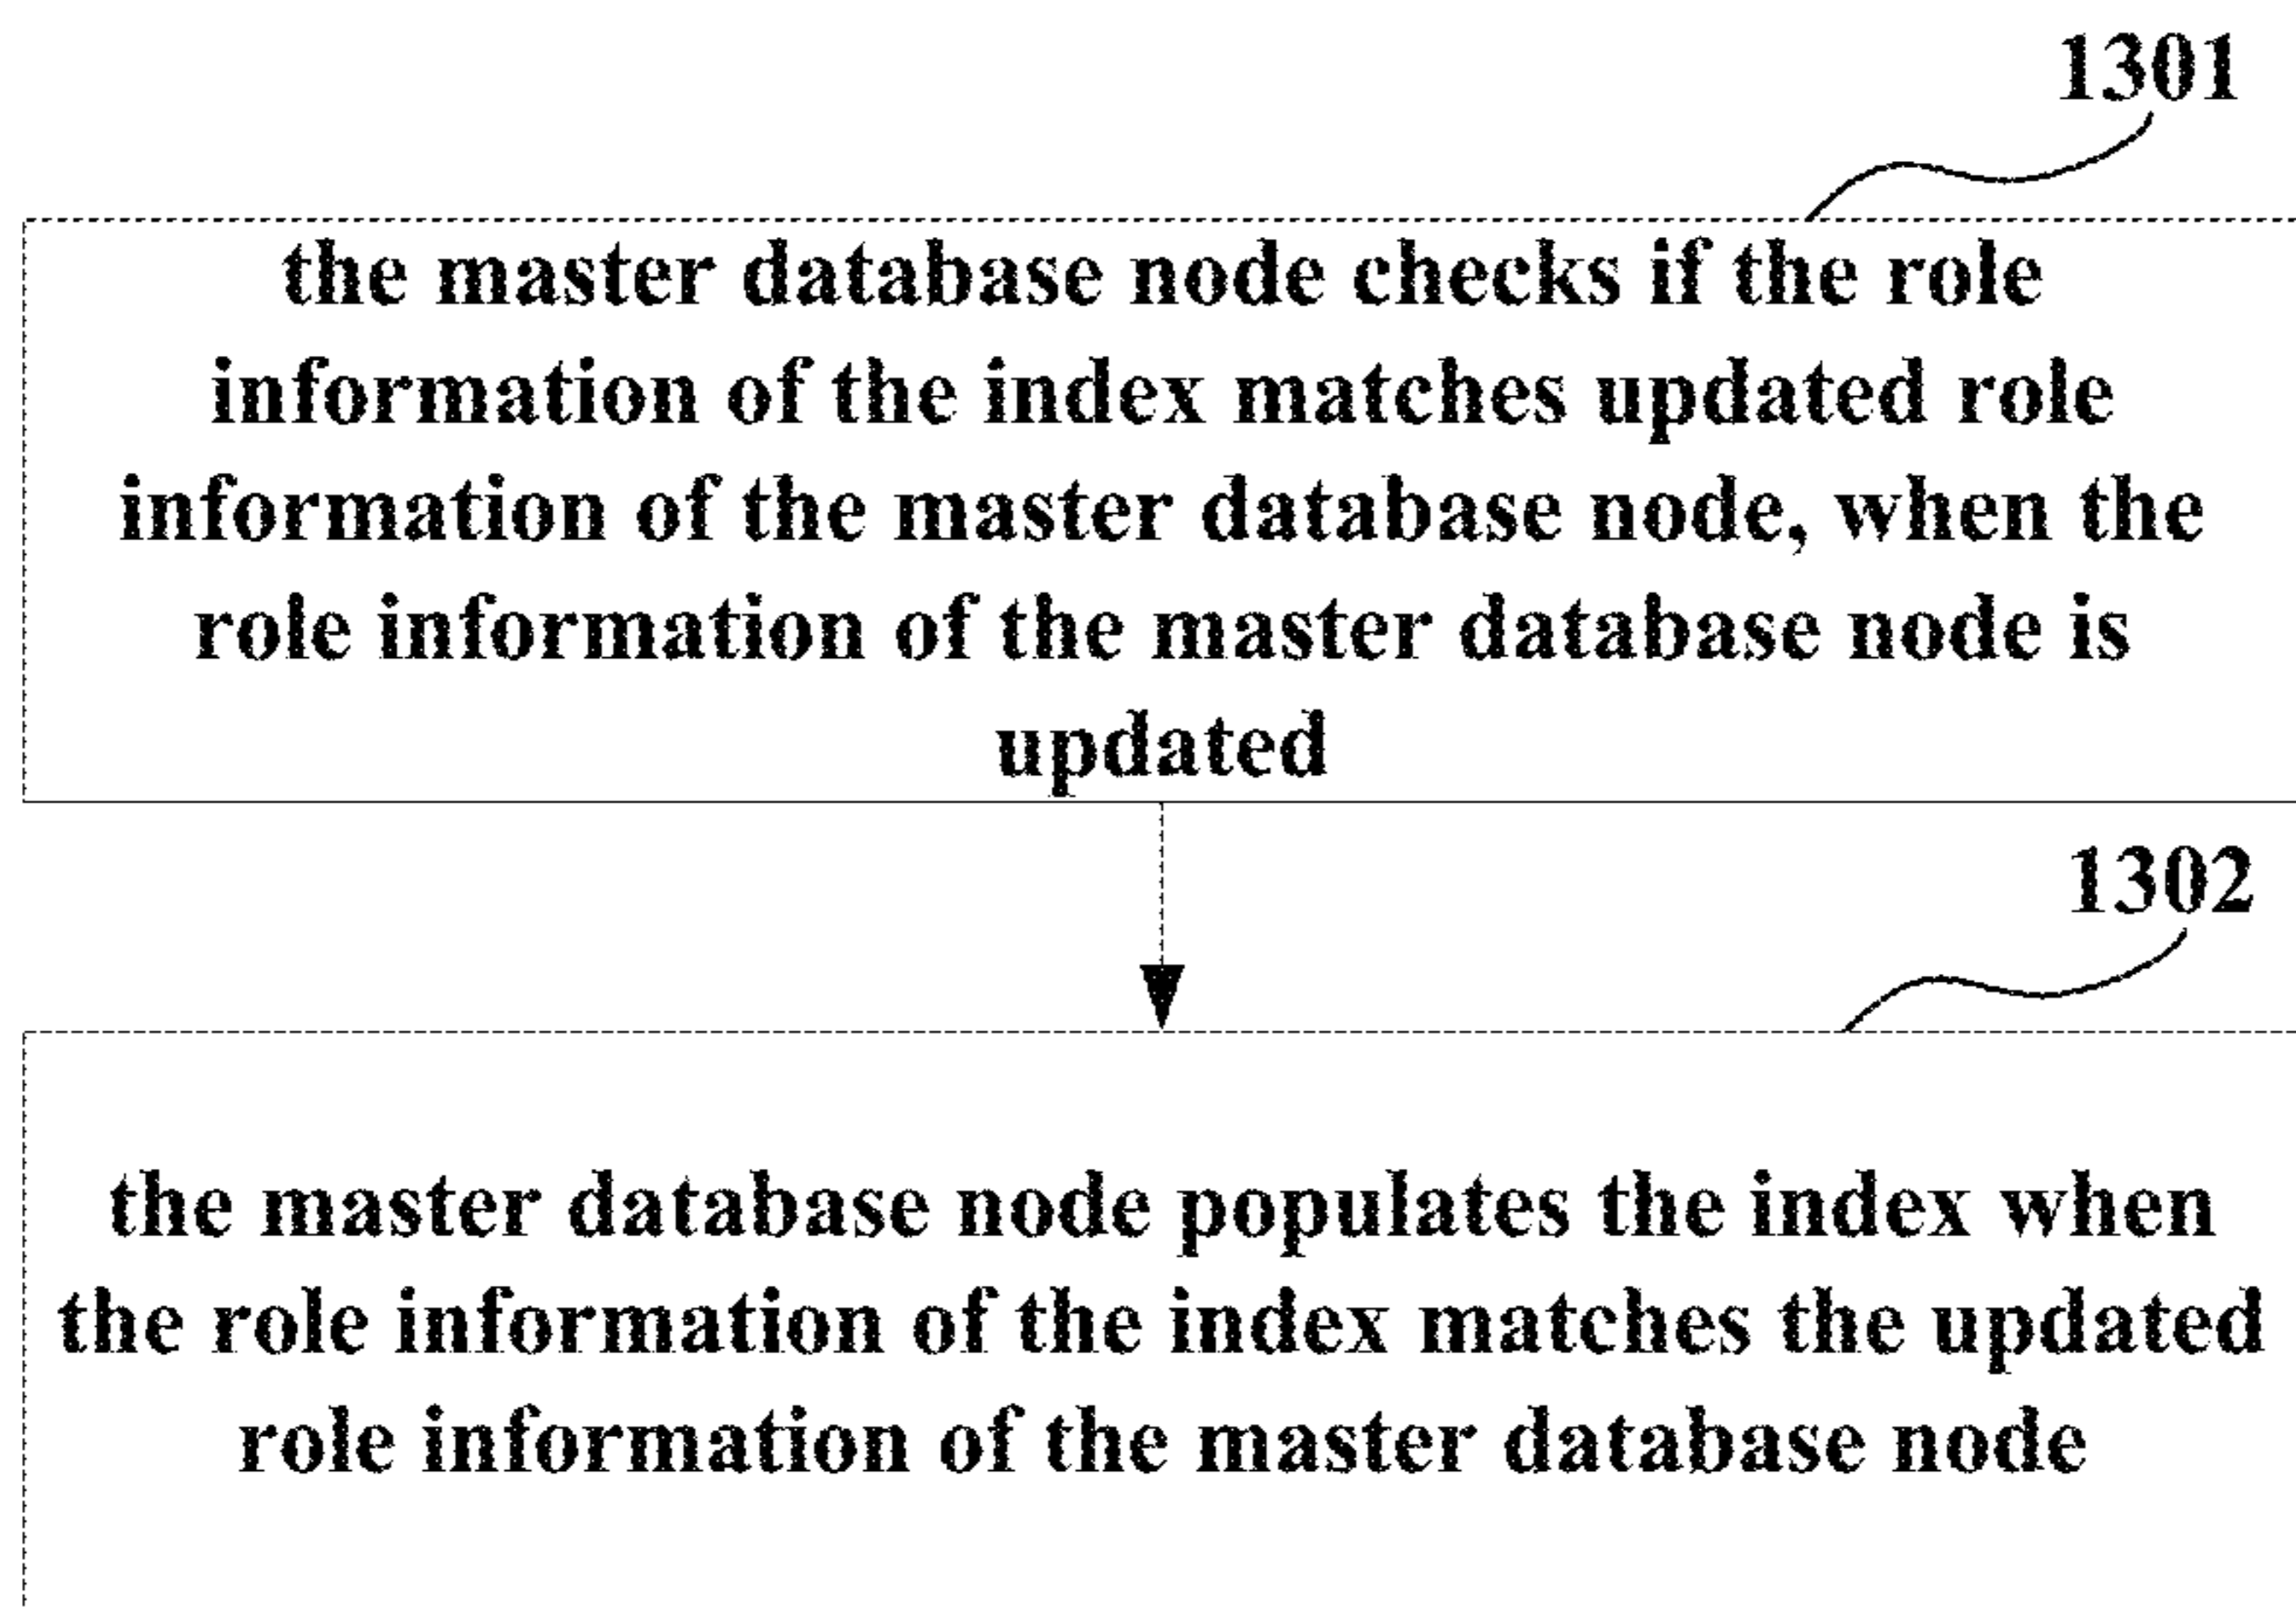 1301
the master database node checks if the role
information of the index matches updated role
information of the master database node, when the
role information of the master database node is
updated
1302
the master database node populates the index when
the role information of the index matches the updated
role information of the master database node